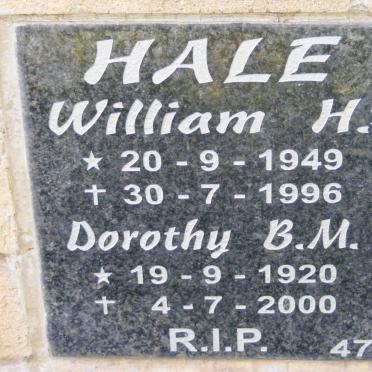 HALE
William H.
★ 20 - 9 - 1949
✝ 30 - 7 - 1996
Dorothy B.M.
★ 19 - 9 - 1920
✝ 4 - 7 - 2000
R.I.P.
47